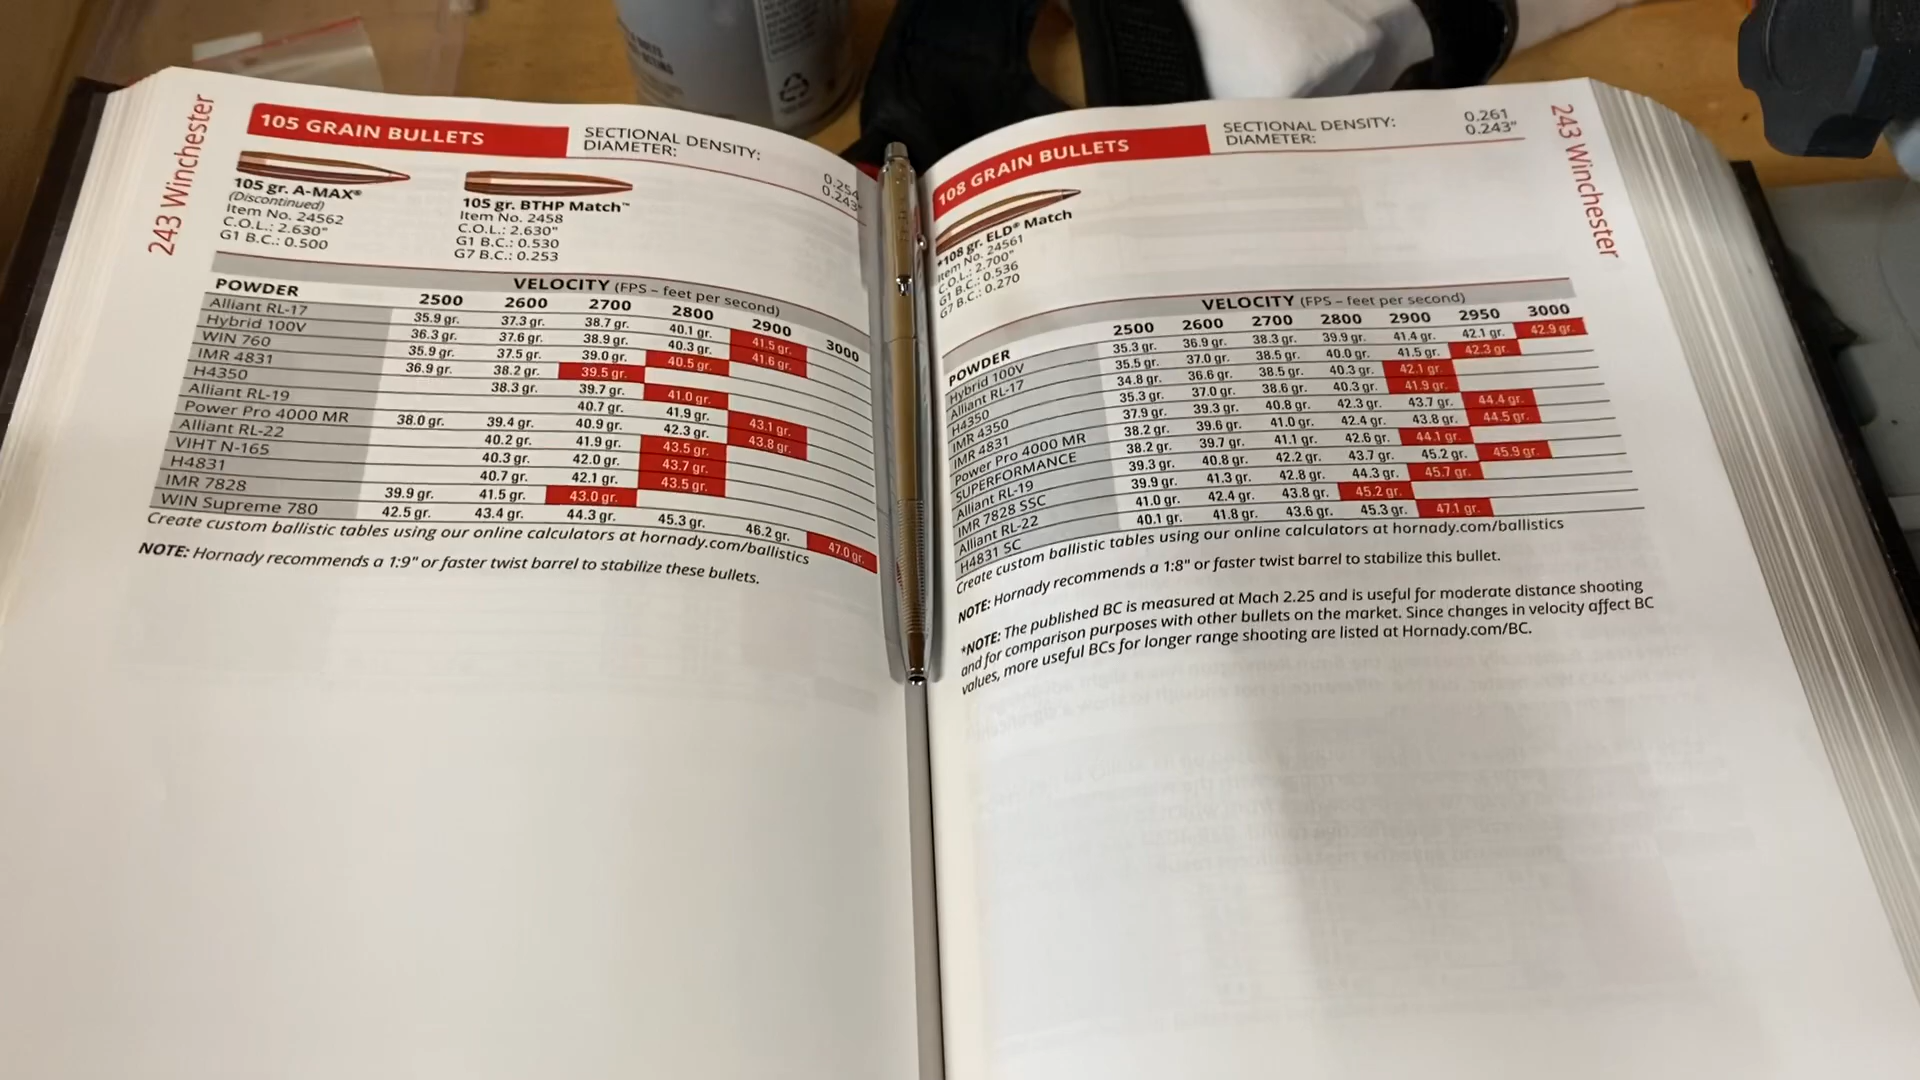 243 Winchester
105 GRAIN BULLETS
SECTIONAL DENSITY: 0.254
DIAMETER: 0.243"
105 gr. A-MAX®
(Discontinued)
Item No. 24562
C.O.L.: 2.630"
G1 B.C.: 0.500
105 gr. BTHP Match™
Item No. 2458
C.O.L.: 2.630"
G1 B.C.: 0.530
G7 B.C.: 0.253
VELOCITY (FPS – feet per second)
POWDER 2500 2600 2700 2800 2900 3000
Alliant RL-17 35.9 gr. 37.3 gr. 38.7 gr. 40.1 gr. 41.5 gr.
Hybrid 100V 36.3 gr. 37.6 gr. 38.9 gr. 40.3 gr. 41.6 gr.
WIN 760 35.9 gr. 37.5 gr. 39.0 gr. 40.5 gr.
IMR 4831 36.9 gr. 38.2 gr. 39.5 gr.
H4350 38.3 gr. 39.7 gr. 41.0 gr.
Alliant RL-19 40.7 gr. 41.9 gr. 43.1 gr.
Power Pro 4000 MR 38.0 gr. 39.4 gr. 40.9 gr. 42.3 gr. 43.8 gr.
Alliant RL-22 40.2 gr. 41.9 gr. 43.5 gr.
VIHT N-165 40.3 gr. 42.0 gr. 43.7 gr.
H4831 40.7 gr. 42.1 gr. 43.5 gr.
IMR 7828 39.9 gr. 41.5 gr. 43.0 gr.
WIN Supreme 780 42.5 gr. 43.4 gr. 44.3 gr. 45.3 gr. 46.2 gr. 47.0 gr.
Create custom ballistic tables using our online calculators at hornady.com/ballistics
NOTE: Hornady recommends a 1:9" or faster twist barrel to stabilize these bullets.
243 Winchester
108 GRAIN BULLETS
SECTIONAL DENSITY: 0.261
DIAMETER: 0.243"
*108 gr. ELD® Match
Item No. 24561
C.O.L.: 2.700"
G1 B.C.: 0.536
G7 B.C.: 0.270
VELOCITY (FPS – feet per second)
POWDER 2500 2600 2700 2800 2900 2950 3000
Hybrid 100V 35.3 gr. 36.9 gr. 38.3 gr. 39.9 gr. 41.4 gr. 42.1 gr. 42.9 gr.
Alliant RL-17 35.5 gr. 37.0 gr. 38.5 gr. 40.0 gr. 41.5 gr. 42.3 gr.
H4350 34.8 gr. 36.6 gr. 38.5 gr. 40.3 gr. 42.1 gr.
IMR 4350 35.3 gr. 37.0 gr. 38.6 gr. 40.3 gr. 41.9 gr.
IMR 4831 37.9 gr. 39.3 gr. 40.8 gr. 42.3 gr. 43.7 gr. 44.4 gr.
Power Pro 4000 MR 38.2 gr. 39.6 gr. 41.0 gr. 42.4 gr. 43.8 gr. 44.5 gr.
SUPERFORMANCE 38.2 gr. 39.7 gr. 41.1 gr. 42.6 gr. 44.1 gr.
Alliant RL-19 39.3 gr. 40.8 gr. 42.2 gr. 43.7 gr. 45.2 gr. 45.9 gr.
IMR 7828 SSC 39.9 gr. 41.3 gr. 42.8 gr. 44.3 gr. 45.7 gr.
Alliant RL-22 41.0 gr. 42.4 gr. 43.8 gr. 45.2 gr.
H4831 SC 40.1 gr. 41.8 gr. 43.6 gr. 45.3 gr. 47.1 gr.
Create custom ballistic tables using our online calculators at hornady.com/ballistics
NOTE: Hornady recommends a 1:8" or faster twist barrel to stabilize this bullet.
*NOTE: The published BC is measured at Mach 2.25 and is useful for moderate distance shooting
and for comparison purposes with other bullets on the market. Since changes in velocity affect BC
values, more useful BCs for longer range shooting are listed at Hornady.com/BC.